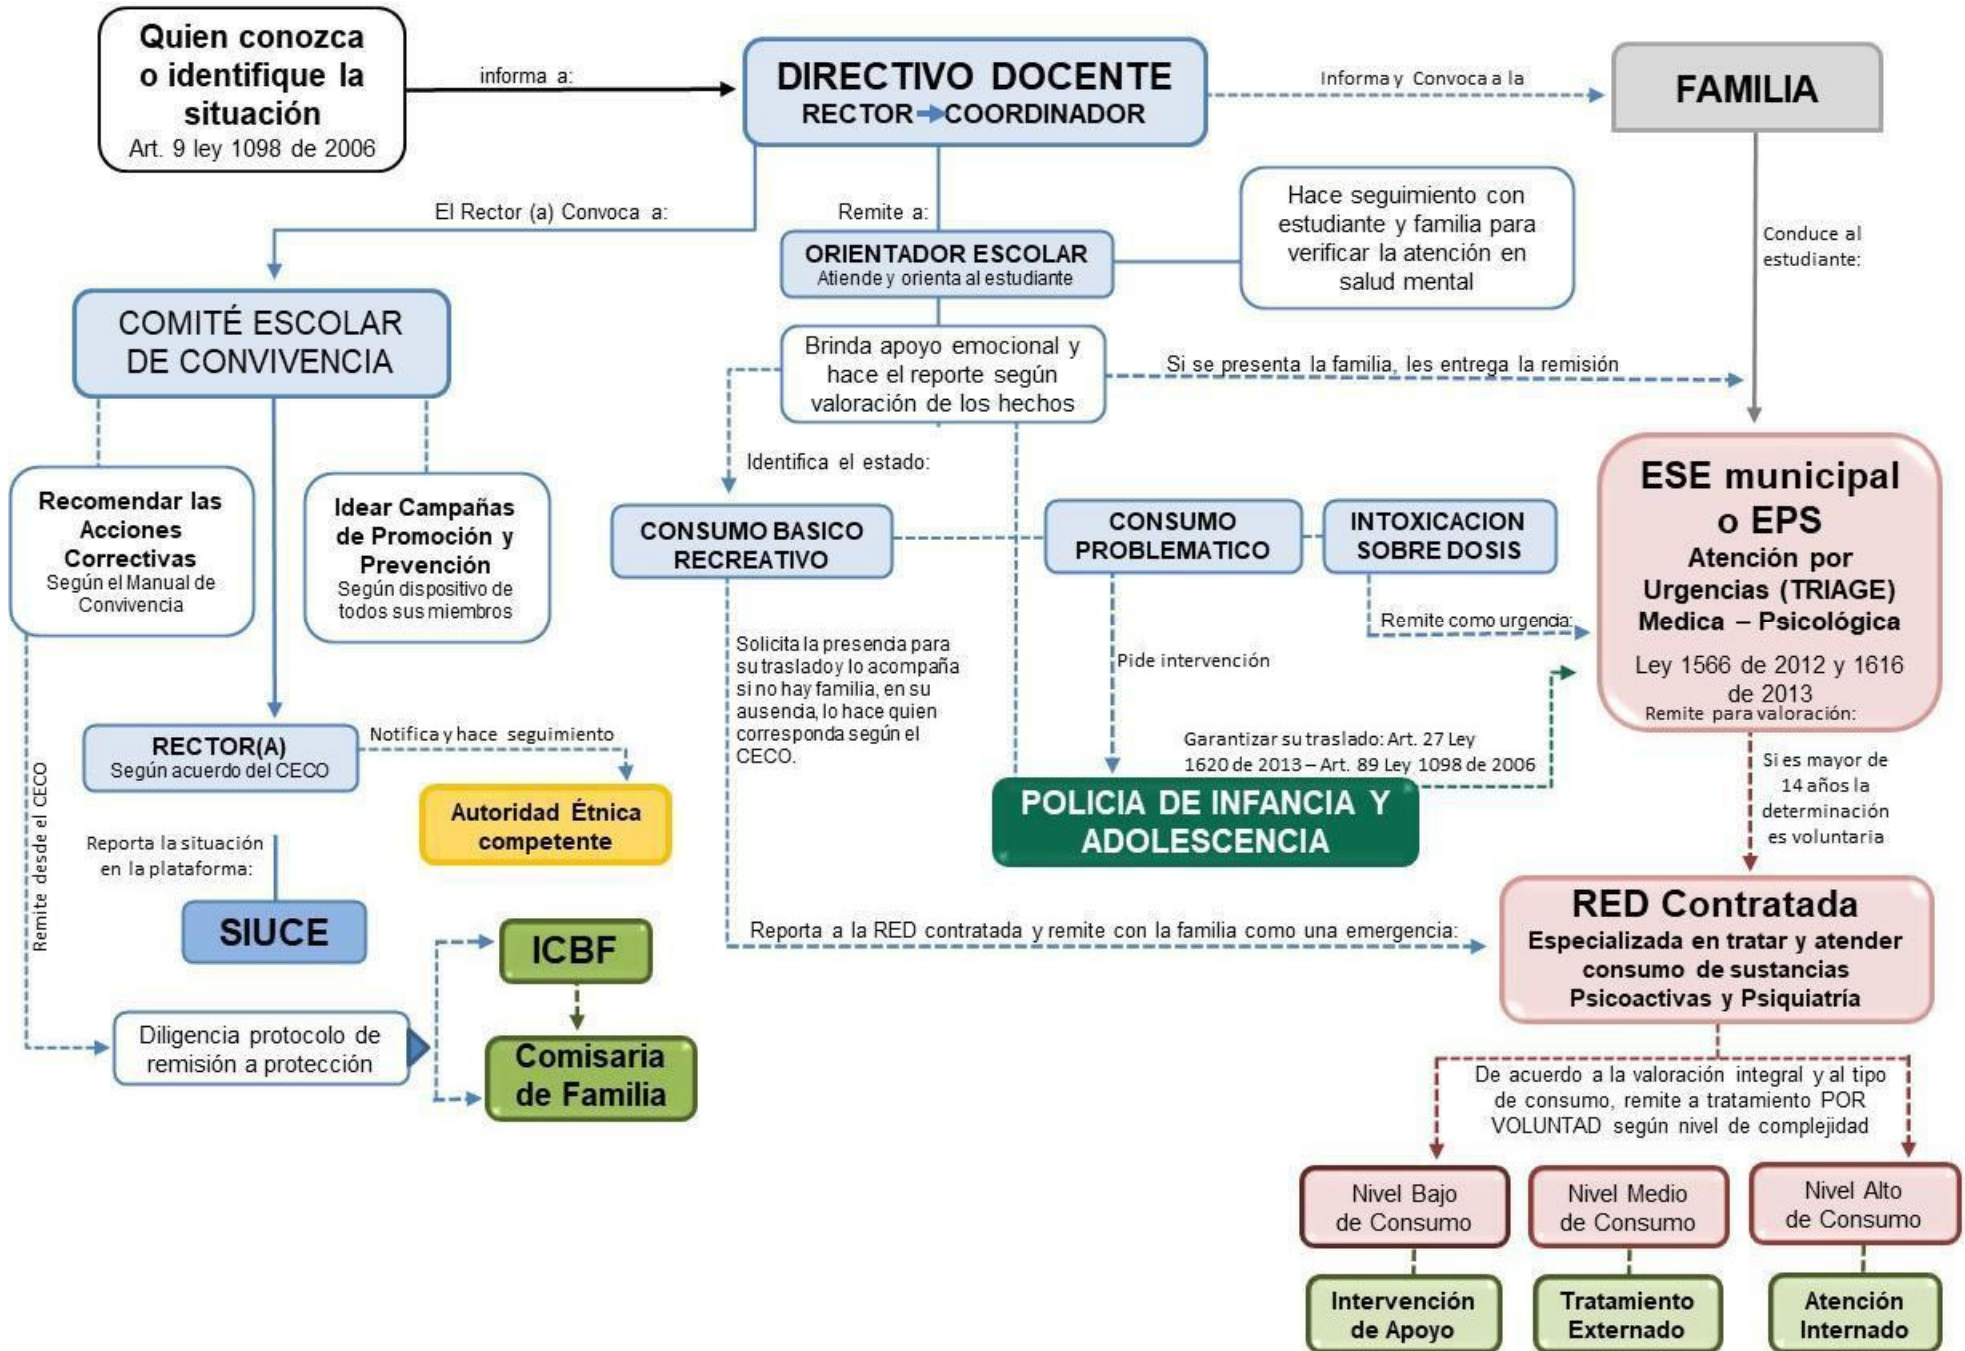 Quien conozca
o identifique la
situación
Art. 9 ley 1098 de 2006
informa a:
DIRECTIVO DOCENTE
RECTOR COORDINADOR
Informa y Convoca a la
FAMILIA
El Rector (a) Convoca a:
Remite a:
ORIENTADOR ESCOLAR
Atiende y orienta al estudiante
Hace seguimiento con
estudiante y familia para
verificar la atención en
salud mental
Conduce al
estudiante:
COMITÉ ESCOLAR
DE CONVIVENCIA
Brinda apoyo emocional y
hace el reporte según
valoración de los hechos
Si se presenta la familia, les entrega la remisión
Identifica el estado:
Recomendar las
Acciones
Correctivas
Según el Manual de
Convivencia
Idear Campañas
de Promoción y
Prevención
Según dispositivo de
todos sus miembros
CONSUMO BASICO
RECREATIVO
CONSUMO
PROBLEMATICO
INTOXICACION
SOBRE DOSIS
ESE municipal
o EPS
Atención por
Urgencias (TRIAGE)
Medica – Psicológica
Ley 1566 de 2012 y 1616
de 2013
Remite para valoración:
Remite como urgencia:
Solicita la presencia para
su traslado y lo acompaña
si no hay familia, en su
ausencia, lo hace quien
corresponda según el
CECO.
Pide intervención
RECTOR(A)
Según acuerdo del CECO
Notifica y hace seguimiento
Autoridad Étnica
competente
Garantizar su traslado: Art. 27 Ley
1620 de 2013 – Art. 89 Ley 1098 de 2006
POLICIA DE INFANCIA Y
ADOLESCENCIA
Si es mayor de
14 años la
determinación
es voluntaria
Remite desde el CECO
Reporta la situación
en la plataforma:
SIUCE
ICBF
Reporta a la RED contratada y remite con la familia como una emergencia:
RED Contratada
Especializada en tratar y atender
consumo de sustancias
Psicoactivas y Psiquiatría
Diligencia protocolo de
remisión a protección
Comisaria
de Familia
De acuerdo a la valoración integral y al tipo
de consumo, remite a tratamiento POR
VOLUNTAD según nivel de complejidad
Nivel Bajo
de Consumo
Nivel Medio
de Consumo
Nivel Alto
de Consumo
Intervención
de Apoyo
Tratamiento
Externado
Atención
Internado